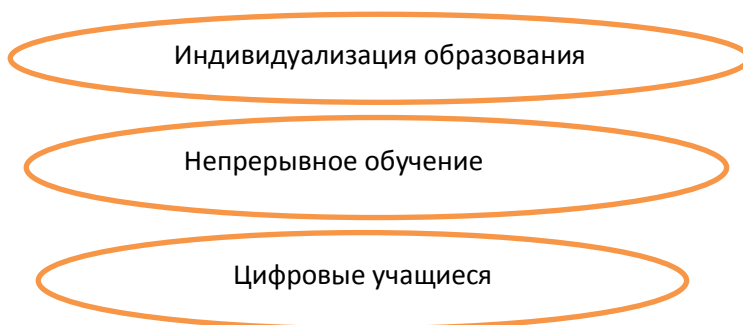 Индивидуализация образования
Непрерывное обучение
Цифровые учащиеся